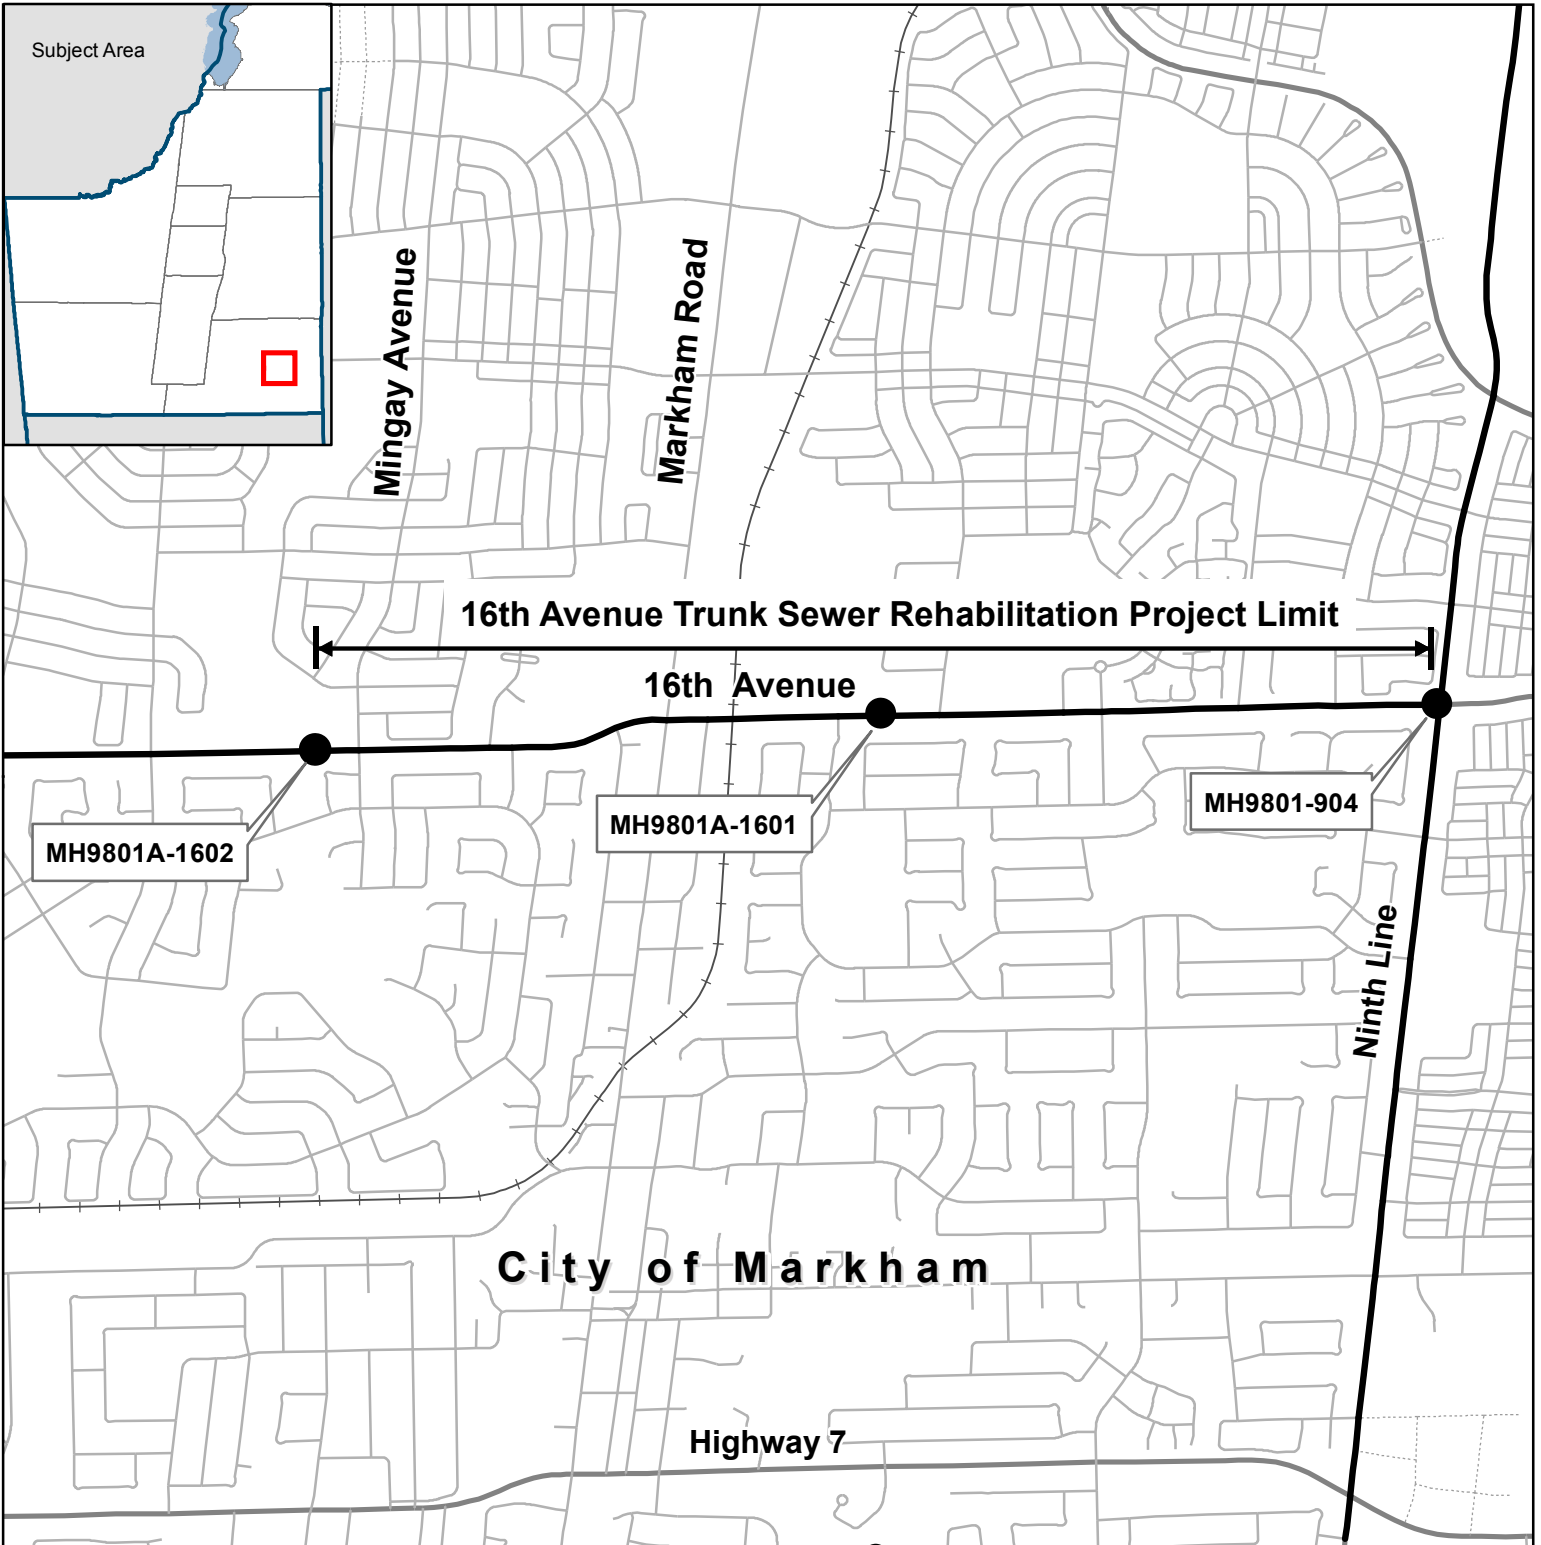 Subject Area
Mingay Avenue
Markham Road
16th Avenue Trunk Sewer Rehabilitation Project Limit
16th Avenue
MH9801A-1602
MH9801A-1601
MH9801-904
Ninth Line
City of Markham
Highway 7